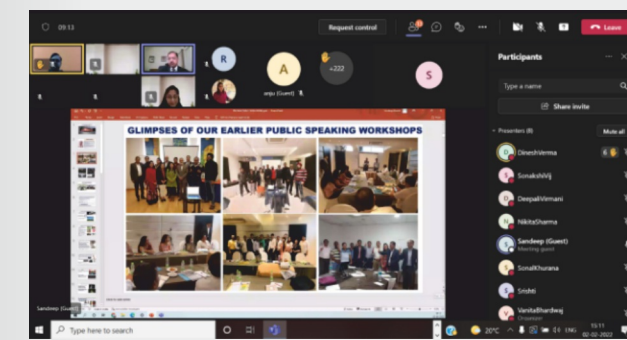 09:13
Request control
Leave
R
A
+222
S
anju (Guest)
Participants
Type a name
Share invite
Presenters (8)
Mute all
D DineshVerma
S SonakshiVij
D DeepaliVirmani
N NikitaSharma
S Sandeep (Guest)
Meeting guest
S SonalKhurana
S Srishti
V VanitaBhardwaj
Organizer
GLIMPSES OF OUR EARLIER PUBLIC SPEAKING WORKSHOPS
Sandeep (Guest)
Type here to search
20°C
ENG
15:11
02-02-2022